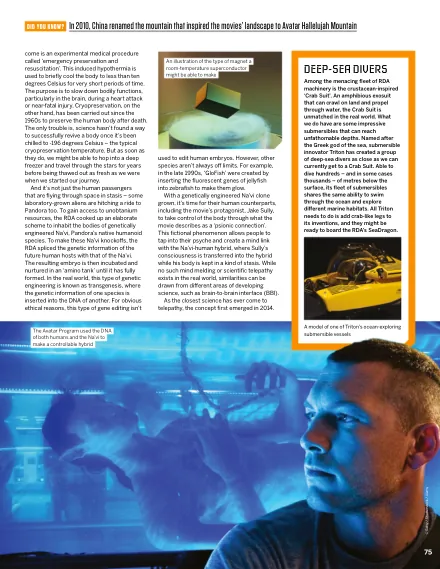 DID YOU KNOW? In 2010, China renamed the mountain that inspired the movies' landscape to Avatar Hallelujah Mountain
come is an experimental medical procedure
called 'emergency preservation and
resuscitation'. This induced hypothermia is
used to briefly cool the body to less than ten
degrees Celsius for very short periods of time.
The purpose is to slow down bodily functions,
particularly in the brain, during a heart attack
or near-fatal injury. Cryopreservation, on the
other hand, has been carried out since the
1960s to preserve the human body after death.
The only trouble is, science hasn't found a way
to successfully revive a body once it's been
chilled to -196 degrees Celsius – the typical
cryopreservation temperature. But as soon as
they do, we might be able to hop into a deep
freeze and travel through the stars for years
before being thawed out as fresh as we were
when we started our journey.
And it's not just the human passengers
that are flying through space in stasis – some
laboratory-grown aliens are hitching a ride to
Pandora too. To gain access to unobtanium
resources, the RDA cooked up an elaborate
scheme to inhabit the bodies of genetically
engineered Na'vi, Pandora's native humanoid
species. To make these Na'vi knockoffs, the
RDA spliced the genetic information of the
future human hosts with that of the Na'vi.
The resulting embryo is then incubated and
nurtured in an 'amnio tank' until it has fully
formed. In the real world, this type of genetic
engineering is known as transgenesis, where
the genetic information of one species is
inserted into the DNA of another. For obvious
ethical reasons, this type of gene editing isn't
An illustration of the type of magnet a
room-temperature superconductor
might be able to make
used to edit human embryos. However, other
species aren't always off limits. For example,
in the late 1990s, 'GloFish' were created by
inserting the fluorescent genes of jellyfish
into zebrafish to make them glow.
With a genetically engineered Na'vi clone
grown, it's time for their human counterparts,
including the movie's protagonist, Jake Sully,
to take control of the body through what the
movie describes as a 'psionic connection'.
This fictional phenomenon allows people to
tap into their psyche and create a mind link
with the Na'vi-human hybrid, where Sully's
consciousness is transferred into the hybrid
while his body is kept in a kind of stasis. While
no such mind melding or scientific telepathy
exists in the real world, similarities can be
drawn from different areas of developing
science, such as brain-to-brain interface (BBI).
As the closest science has ever come to
telepathy, the concept first emerged in 2014.
DEEP-SEA DIVERS
Among the menacing fleet of RDA
machinery is the crustacean-inspired
'Crab Suit'. An amphibious exosuit
that can crawl on land and propel
through water, the Crab Suit is
unmatched in the real world. What
we do have are some impressive
submersibles that can reach
unfathomable depths. Named after
the Greek god of the sea, submersible
innovator Triton has created a group
of deep-sea divers as close as we can
currently get to a Crab Suit. Able to
dive hundreds – and in some cases
thousands – of metres below the
surface, its fleet of submersibles
shares the same ability to swim
through the ocean and explore
different marine habitats. All Triton
needs to do is add crab-like legs to
its inventions, and they might be
ready to board the RDA's SeaDragon.
A model of one of Triton's ocean-exploring
submersible vessels
The Avatar Program used the DNA
of both humans and the Na'vi to
make a controllable hybrid
75